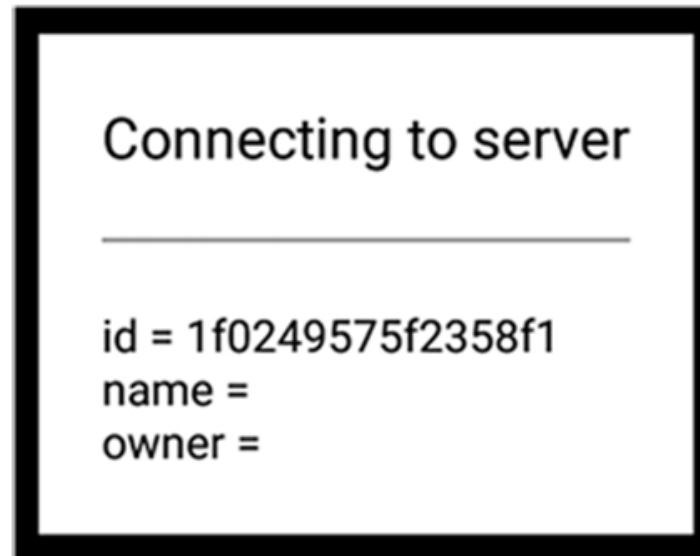 Connecting to server
id = 1f0249575f2358f1
name =
owner =